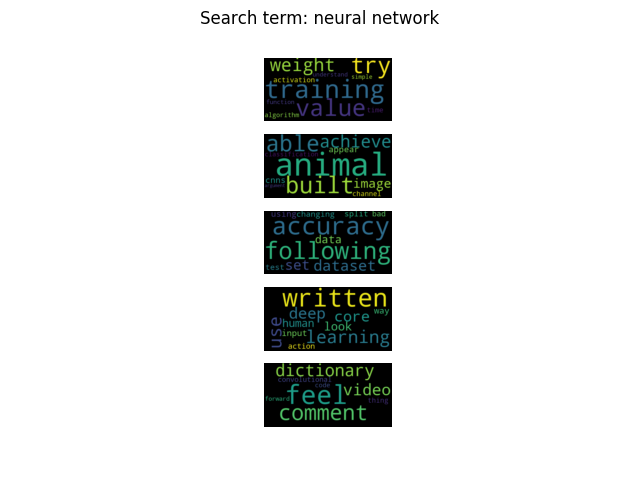 Search term: neural network
weight try
activation understand simple
training
function value time
algorithm
able achieve
classification appear
animal
cnns built image
channel
using changing split bad
accuracy
data
following
test set dataset
written
deep core way
human look
use input learning
action
dictionary
convolutional
code video
feel
forward thing
comment